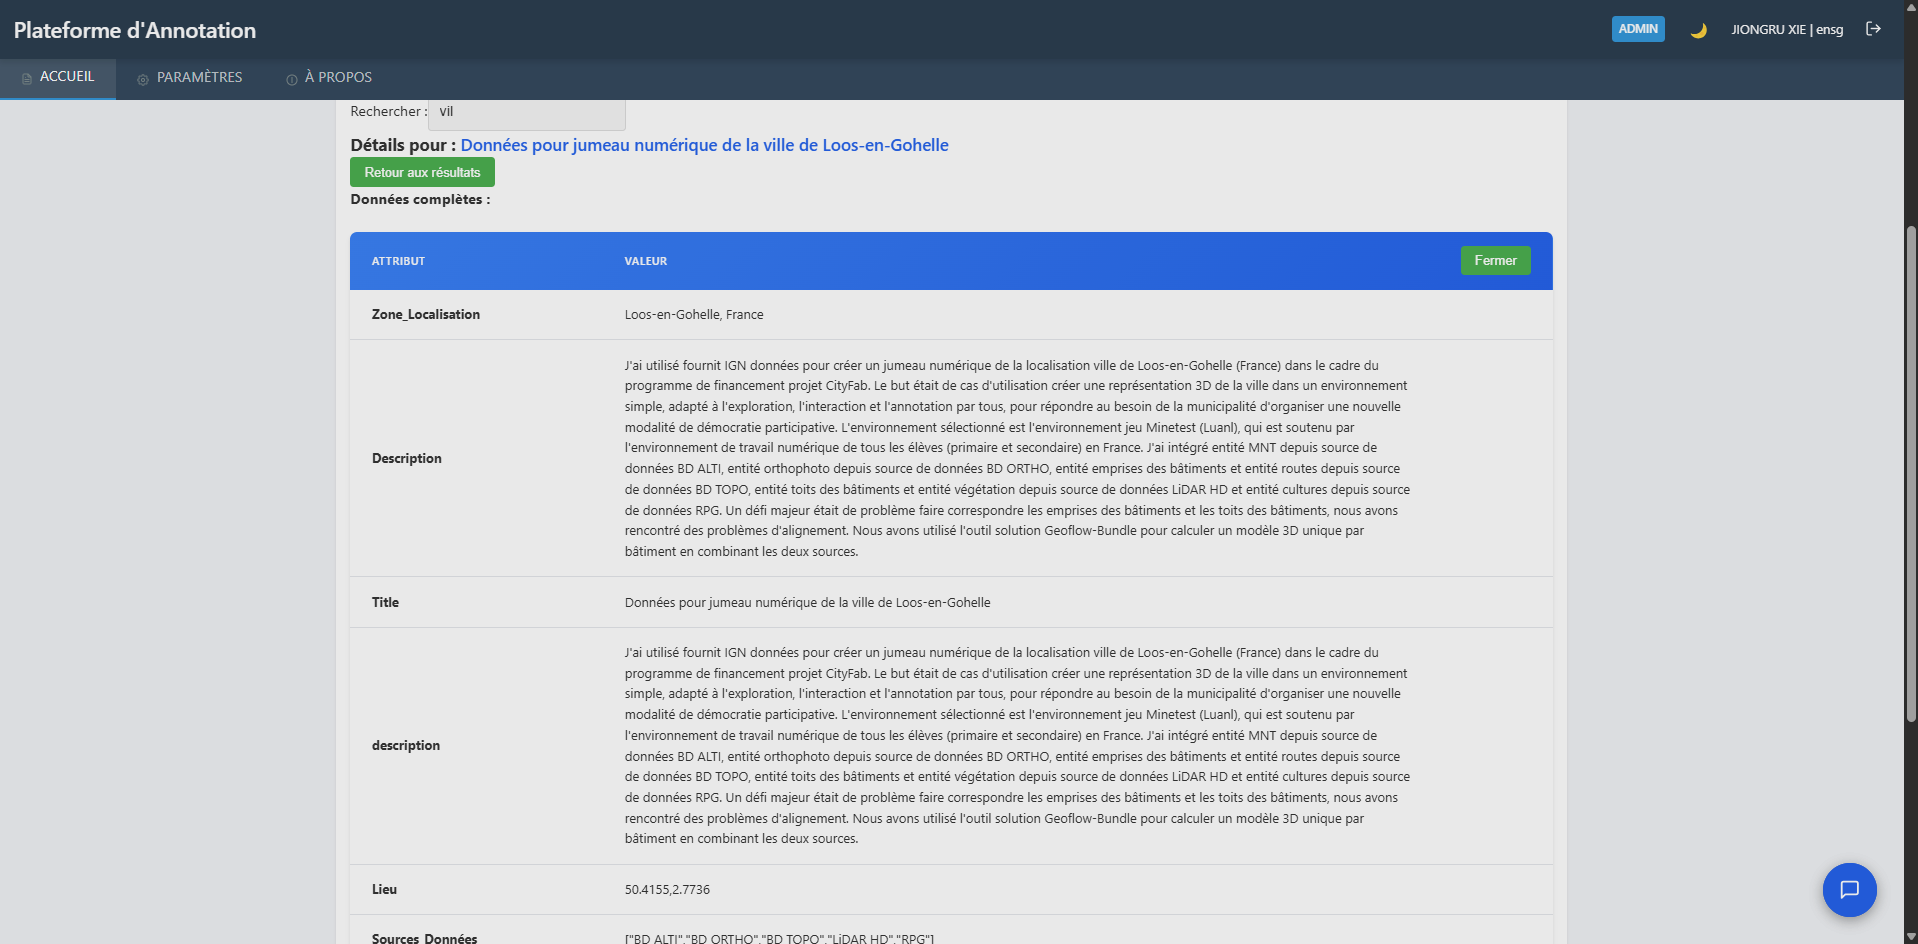 Plateforme d'Annotation
ADMIN
JIONGRU XIE | ensg
ACCUEIL
PARAMÈTRES
À PROPOS
Rechercher :
vil
Détails pour : Données pour jumeau numérique de la ville de Loos-en-Gohelle
Retour aux résultats
Données complètes :
ATTRIBUT
VALEUR
Fermer
Zone_Localisation
Loos-en-Gohelle, France
Description
J'ai utilisé fournit IGN données pour créer un jumeau numérique de la localisation ville de Loos-en-Gohelle (France) dans le cadre du
programme de financement projet CityFab. Le but était de cas d'utilisation créer une représentation 3D de la ville dans un environnement
simple, adapté à l'exploration, l'interaction et l'annotation par tous, pour répondre au besoin de la municipalité d'organiser une nouvelle
modalité de démocratie participative. L'environnement sélectionné est l'environnement jeu Minetest (Luanl), qui est soutenu par
l'environnement de travail numérique de tous les élèves (primaire et secondaire) en France. J'ai intégré entité MNT depuis source de
données BD ALTI, entité orthophoto depuis source de données BD ORTHO, entité emprises des bâtiments et entité routes depuis source
de données BD TOPO, entité toits des bâtiments et entité végétation depuis source de données LiDAR HD et entité cultures depuis source
de données RPG. Un défi majeur était de problème faire correspondre les emprises des bâtiments et les toits des bâtiments, nous avons
rencontré des problèmes d'alignement. Nous avons utilisé l'outil solution Geoflow-Bundle pour calculer un modèle 3D unique par
bâtiment en combinant les deux sources.
Title
Données pour jumeau numérique de la ville de Loos-en-Gohelle
description
J'ai utilisé fournit IGN données pour créer un jumeau numérique de la localisation ville de Loos-en-Gohelle (France) dans le cadre du
programme de financement projet CityFab. Le but était de cas d'utilisation créer une représentation 3D de la ville dans un environnement
simple, adapté à l'exploration, l'interaction et l'annotation par tous, pour répondre au besoin de la municipalité d'organiser une nouvelle
modalité de démocratie participative. L'environnement sélectionné est l'environnement jeu Minetest (Luanl), qui est soutenu par
l'environnement de travail numérique de tous les élèves (primaire et secondaire) en France. J'ai intégré entité MNT depuis source de
données BD ALTI, entité orthophoto depuis source de données BD ORTHO, entité emprises des bâtiments et entité routes depuis source
de données BD TOPO, entité toits des bâtiments et entité végétation depuis source de données LiDAR HD et entité cultures depuis source
de données RPG. Un défi majeur était de problème faire correspondre les emprises des bâtiments et les toits des bâtiments, nous avons
rencontré des problèmes d'alignement. Nous avons utilisé l'outil solution Geoflow-Bundle pour calculer un modèle 3D unique par
bâtiment en combinant les deux sources.
Lieu
50.4155,2.7736
Sources_Données
["BD ALTI","BD ORTHO","BD TOPO","LiDAR HD","RPG"]